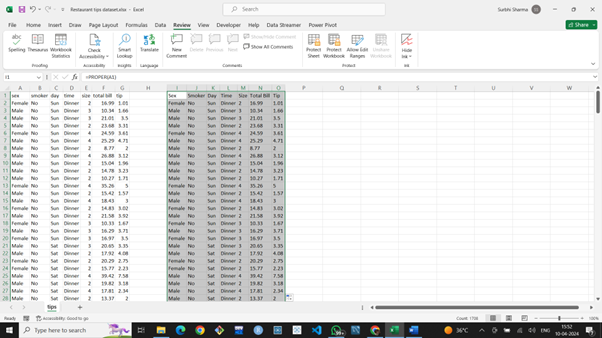 Restaurant tips dataset.xlsx - Excel
Search
Surbhi Sharma
File Home Insert Draw Page Layout Formulas Data Review View Developer Help Data Streamer Power Pivot Share
Spelling Thesaurus Workbook Statistics Check Accessibility Smart Lookup Translate New Comment Delete Previous Next Show/Hide Comment Show All Comments Protect Sheet Protect Workbook Allow Edit Ranges Unshare Workbook Hide Ink
Proofing Accessibility Insights Language Comments Protect Ink
I1 fx =PROPER(A1)
A B C D E F G H I J K L M N O P Q R S T U V W
1 sex smoker day time size total bill tip Sex Smoker Day Time Size Total Bill Tip
2 Female No Sun Dinner 2 16.99 1.01 Female No Sun Dinner 2 16.99 1.01
3 Male No Sun Dinner 3 10.34 1.66 Male No Sun Dinner 3 10.34 1.66
4 Male No Sun Dinner 3 21.01 3.5 Male No Sun Dinner 3 21.01 3.5
5 Male No Sun Dinner 2 23.68 3.31 Male No Sun Dinner 2 23.68 3.31
6 Female No Sun Dinner 4 24.59 3.61 Female No Sun Dinner 4 24.59 3.61
7 Male No Sun Dinner 4 25.29 4.71 Male No Sun Dinner 4 25.29 4.71
8 Male No Sun Dinner 2 8.77 2 Male No Sun Dinner 2 8.77 2
9 Male No Sun Dinner 4 26.88 3.12 Male No Sun Dinner 4 26.88 3.12
10 Male No Sun Dinner 2 15.04 1.96 Male No Sun Dinner 2 15.04 1.96
11 Male No Sun Dinner 2 14.78 3.23 Male No Sun Dinner 2 14.78 3.23
12 Male No Sun Dinner 2 10.27 1.71 Male No Sun Dinner 2 10.27 1.71
13 Female No Sun Dinner 4 35.26 5 Female No Sun Dinner 4 35.26 5
14 Male No Sun Dinner 2 15.42 1.57 Male No Sun Dinner 2 15.42 1.57
15 Male No Sun Dinner 4 18.43 3 Male No Sun Dinner 4 18.43 3
16 Female No Sun Dinner 2 14.83 3.02 Female No Sun Dinner 2 14.83 3.02
17 Male No Sun Dinner 2 21.58 3.92 Male No Sun Dinner 2 21.58 3.92
18 Female No Sun Dinner 3 10.33 1.67 Female No Sun Dinner 3 10.33 1.67
19 Male No Sun Dinner 3 16.29 3.71 Male No Sun Dinner 3 16.29 3.71
20 Female No Sun Dinner 3 16.97 3.5 Female No Sun Dinner 3 16.97 3.5
21 Male No Sat Dinner 3 20.65 3.35 Male No Sat Dinner 3 20.65 3.35
22 Male No Sat Dinner 2 17.92 4.08 Male No Sat Dinner 2 17.92 4.08
23 Female No Sat Dinner 2 20.29 2.75 Female No Sat Dinner 2 20.29 2.75
24 Female No Sat Dinner 2 15.77 2.23 Female No Sat Dinner 2 15.77 2.23
25 Male No Sat Dinner 4 39.42 7.58 Male No Sat Dinner 4 39.42 7.58
26 Male No Sat Dinner 2 19.82 3.18 Male No Sat Dinner 2 19.82 3.18
27 Male No Sat Dinner 4 17.81 2.34 Male No Sat Dinner 4 17.81 2.34
28 Male No Sat Dinner 2 13.37 2 Male No Sat Dinner 2 13.37 2
tips
Ready Accessibility: Good to go Count: 1708 100%
Type here to search 99+ 36°C ENG 15:52
10-04-2024